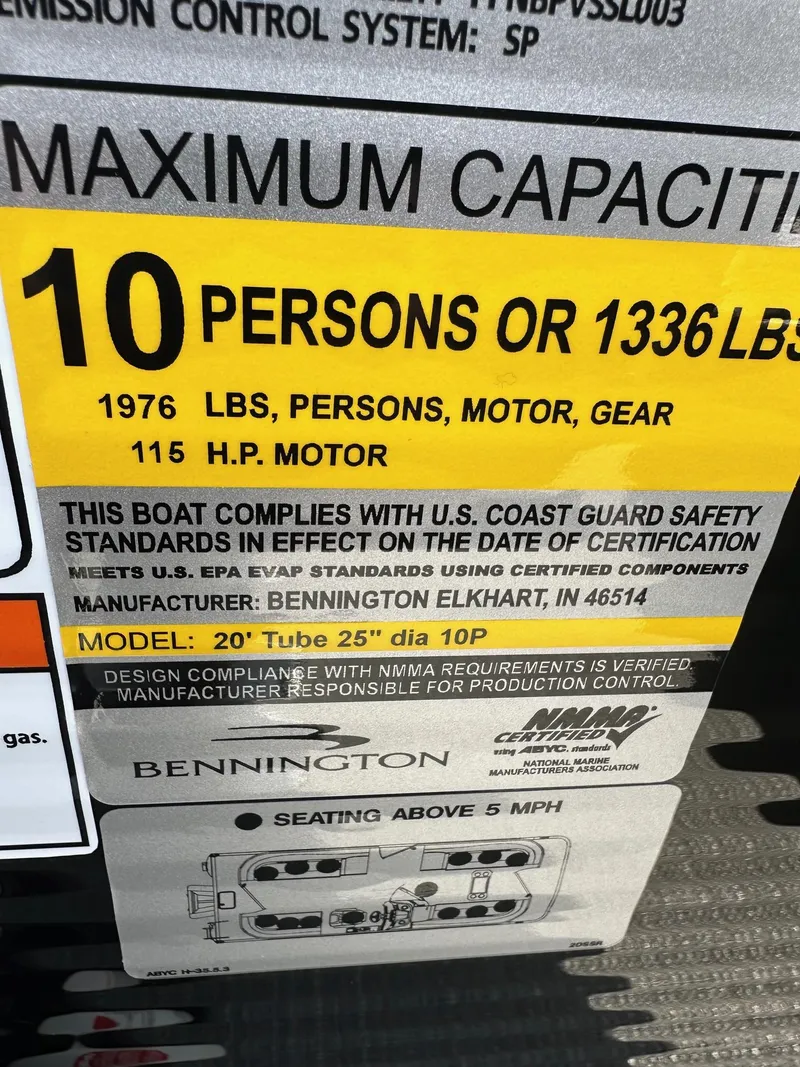 EMISSION CONTROL SYSTEM: SP
MAXIMUM CAPACITI
10 PERSONS OR 1336 LBS
1976 LBS, PERSONS, MOTOR, GEAR
115 H.P. MOTOR
THIS BOAT COMPLIES WITH U.S. COAST GUARD SAFETY
STANDARDS IN EFFECT ON THE DATE OF CERTIFICATION
MEETS U.S. EPA EVAP STANDARDS USING CERTIFIED COMPONENTS
MANUFACTURER: BENNINGTON ELKHART, IN 46514
MODEL: 20' Tube 25" dia 10P
DESIGN COMPLIANCE WITH NMMA REQUIREMENTS IS VERIFIED.
MANUFACTURER RESPONSIBLE FOR PRODUCTION CONTROL.
gas.
BENNINGTON
NMMA
CERTIFIED
using ABYC. standards
NATIONAL MARINE
MANUFACTURERS ASSOCIATION
SEATING ABOVE 5 MPH
20SSR
ABYC H-35.5.3